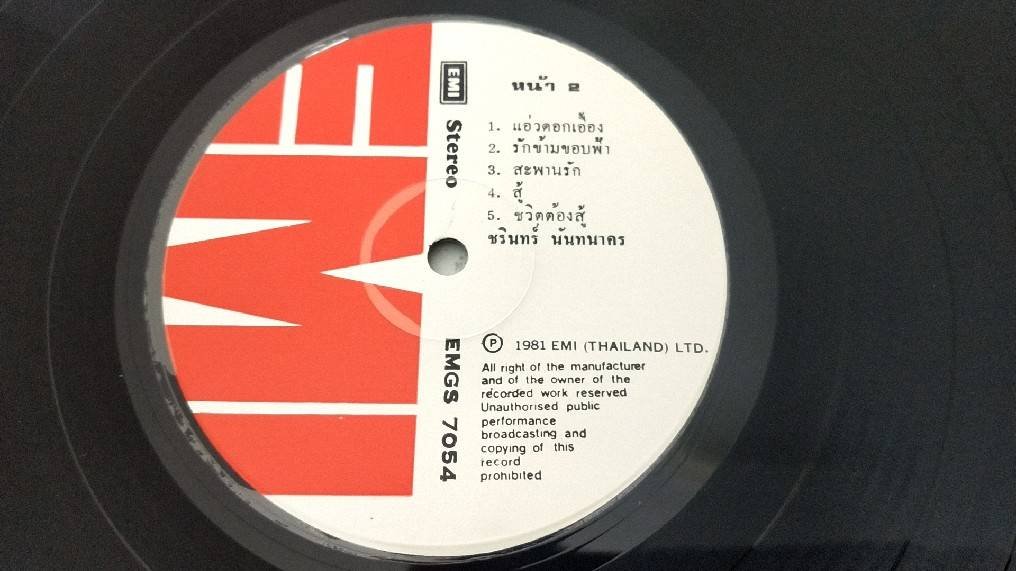 EMI
Stereo
หน้า 2
1. แอ่วดอกเอื้อง
2. รักข้ามขอบฟ้า
3. สะพานรัก
4. สู้
5. ชีวิตต้องสู้
ชรินทร์ นันทนาคร
EMGS 7054
Ⓟ 1981 EMI (THAILAND) LTD.
All right of the manufacturer
and of the owner of the
recorded work reserved
Unauthorised public
performance
broadcasting and
copying of this
record
prohibited
EMI